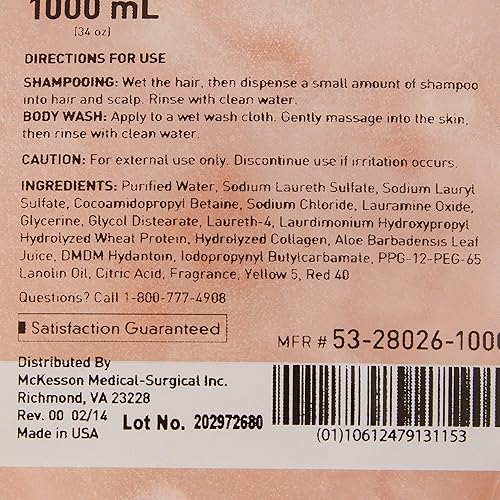 1000 mL
(34 oz)
DIRECTIONS FOR USE
SHAMPOOING: Wet the hair, then dispense a small amount of shampoo
into hair and scalp. Rinse with clean water.
BODY WASH: Apply to a wet wash cloth. Gently massage into the skin,
then rinse with clean water.
CAUTION: For external use only. Discontinue use if irritation occurs.
INGREDIENTS: Purified Water, Sodium Laureth Sulfate, Sodium Lauryl
Sulfate, Cocoamidopropyl Betaine, Sodium Chloride, Lauramine Oxide,
Glycerine, Glycol Distearate, Laureth-4, Laurdimonium Hydroxypropyl
Hydrolyzed Wheat Protein, Hydrolyzed Collagen, Aloe Barbadensis Leaf
Juice, DMDM Hydantoin, Iodopropynyl Butylcarbamate, PPG-12-PEG-65
Lanolin Oil, Citric Acid, Fragrance, Yellow 5, Red 40
Questions? Call 1-800-777-4908
Satisfaction Guaranteed
MFR # 53-28026-1000
Distributed By
McKesson Medical-Surgical Inc.
Richmond, VA 23228
Rev. 00 02/14
Made in USA
Lot No. 202972680
(01)10612479131153